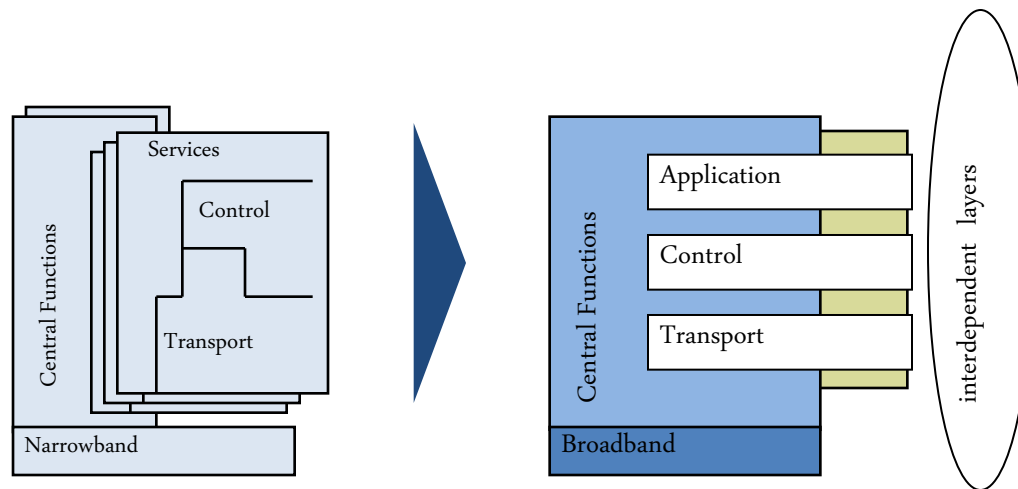 Services
Control
Central Functions
Transport
Narrowband
Application
Control
Central Functions
Transport
Broadband
interdependent layers